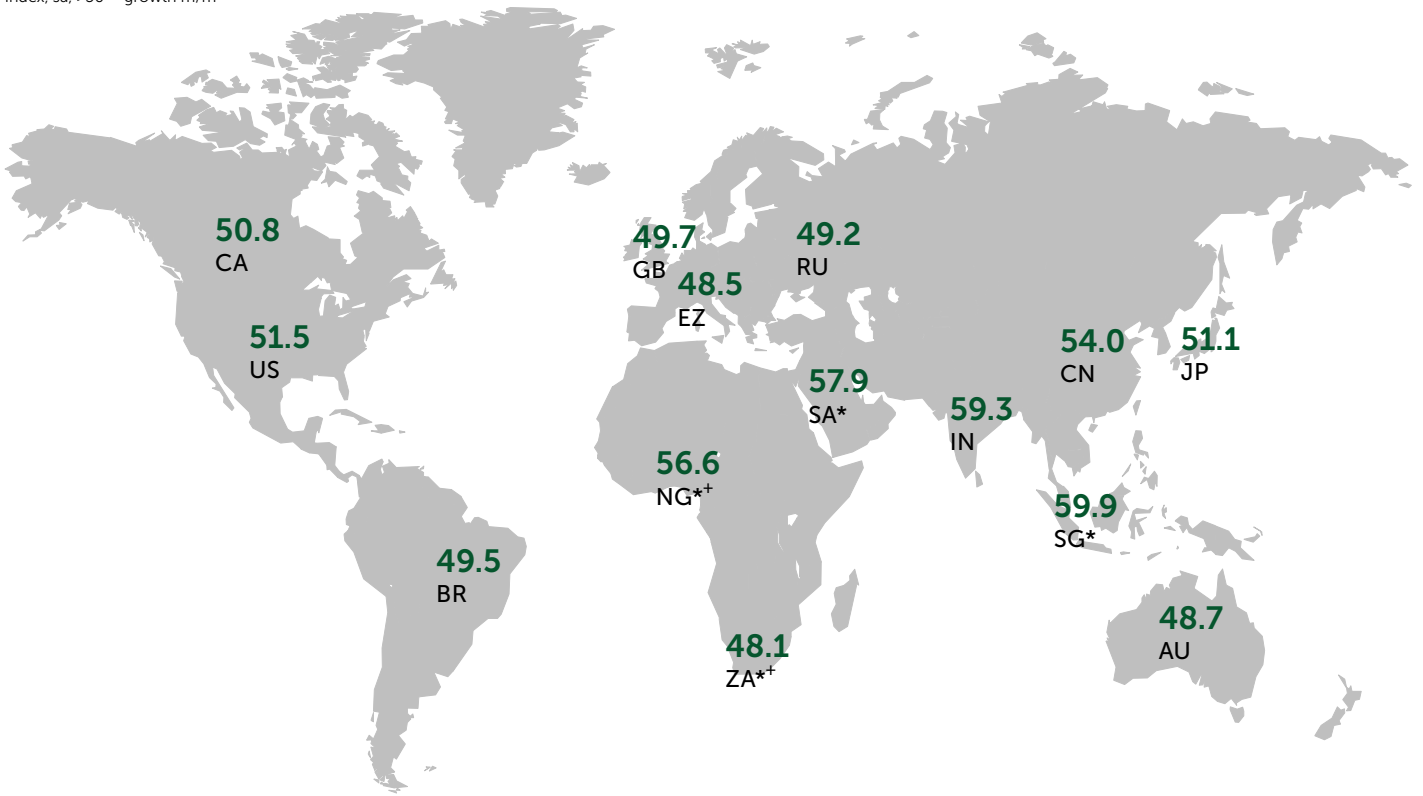 50.8
CA
49.7
GB
49.2
RU
48.5
EZ
51.5
US
54.0
CN
51.1
JP
57.9
SA*
59.3
IN
56.6
NG*+
59.9
SG*
49.5
BR
48.7
AU
48.1
ZA*+